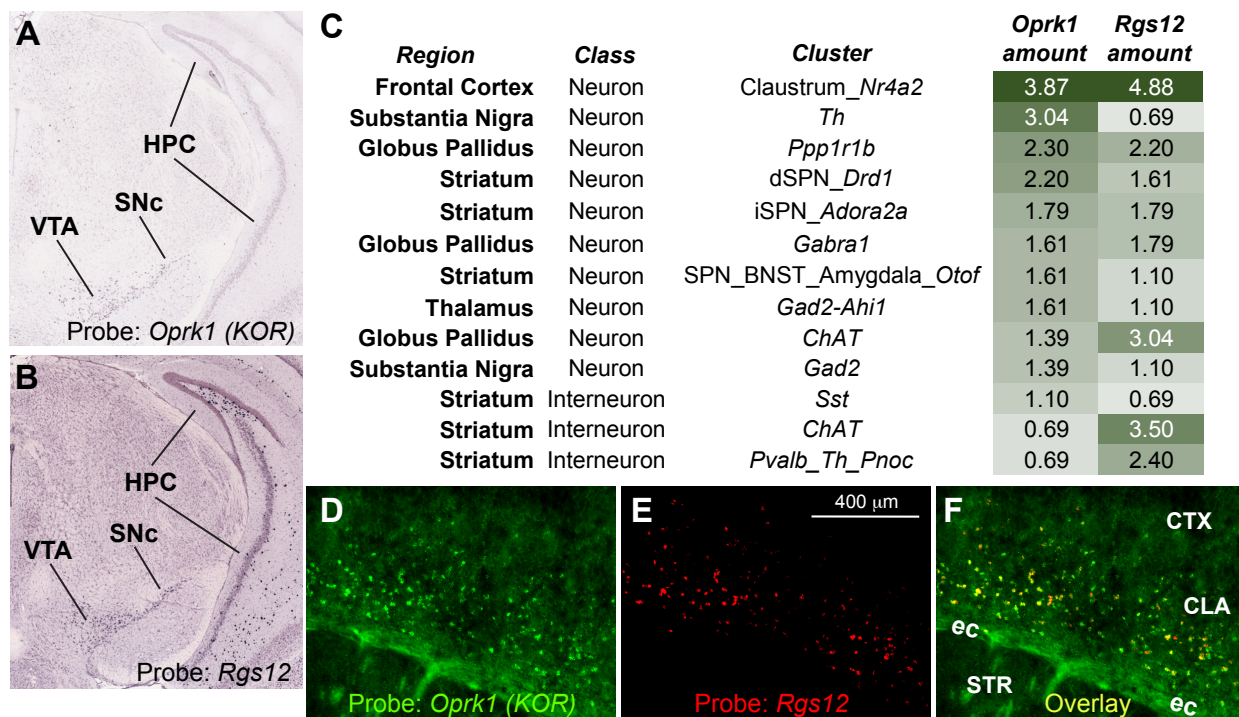 A
HPC
SNc
VTA
Probe: Oprk1 (KOR)
B
HPC
SNc
VTA
Probe: Rgs12
C
Region Class Cluster Oprk1 amount Rgs12 amount
Frontal Cortex Neuron Claustrum_Nr4a2 3.87 4.88
Substantia Nigra Neuron Th 3.04 0.69
Globus Pallidus Neuron Ppp1r1b 2.30 2.20
Striatum Neuron dSPN_Drd1 2.20 1.61
Striatum Neuron iSPN_Adora2a 1.79 1.79
Globus Pallidus Neuron Gabra1 1.61 1.79
Striatum Neuron SPN_BNST_Amygdala_Otof 1.61 1.10
Thalamus Neuron Gad2-Ahi1 1.61 1.10
Globus Pallidus Neuron ChAT 1.39 3.04
Substantia Nigra Neuron Gad2 1.39 1.10
Striatum Interneuron Sst 1.10 0.69
Striatum Interneuron ChAT 0.69 3.50
Striatum Interneuron Pvalb_Th_Pnoc 0.69 2.40
D
Probe: Oprk1 (KOR)
E
400 μm
Probe: Rgs12
F
CTX
CLA
ec
STR
ec
Overlay